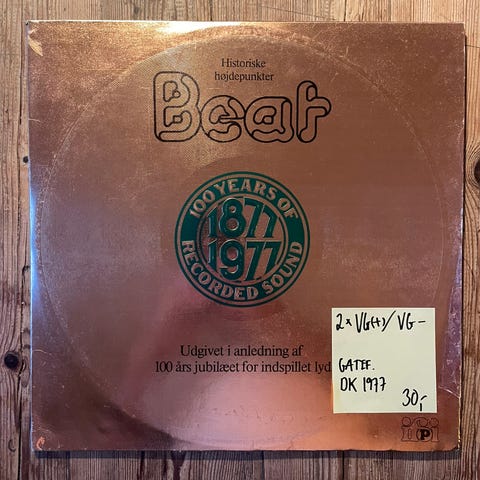 Historiske
højdepunkter
Beat
100 YEARS OF
1877
1977
RECORDED SOUND
Udgivet i anledning af
100 års jubilæet for indspillet lyd
2 x VG(+)/VG-
GATEF.
DK 1977
30,-